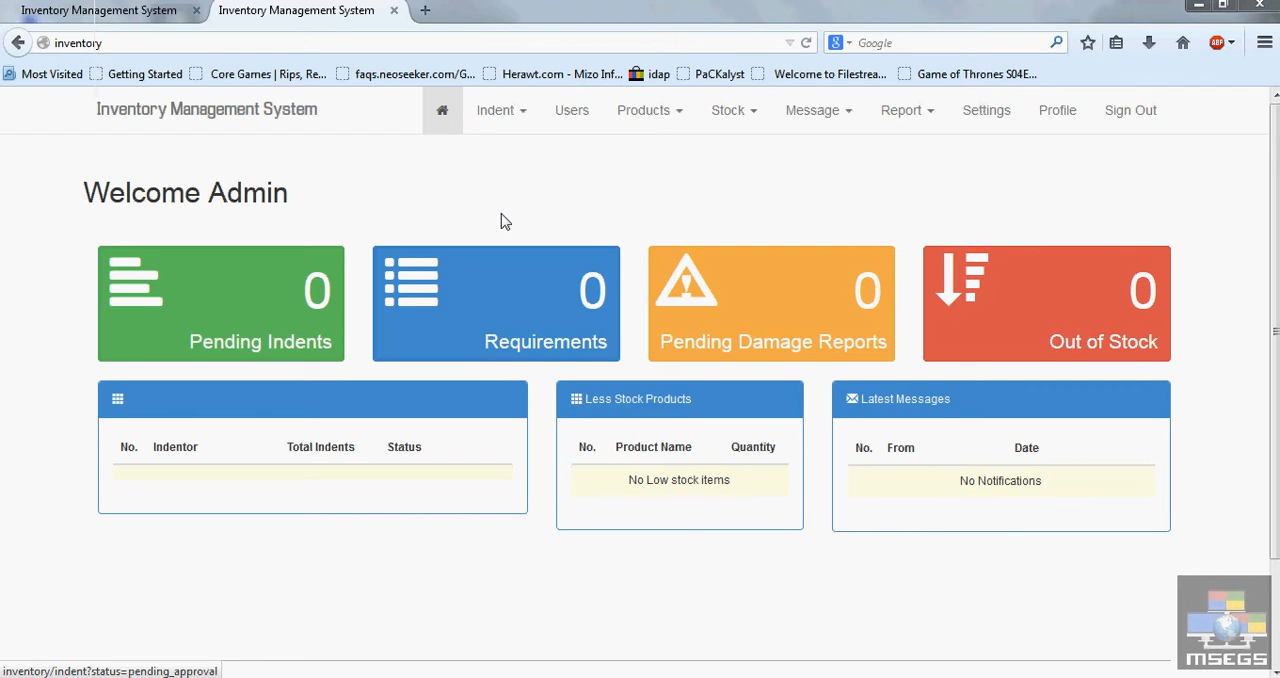 Inventory Management System
Inventory Management System
inventory
Google
ABP
Most Visited
Getting Started
Core Games | Rips, Re...
faqs.neoseeker.com/G...
Herawt.com - Mizo Inf...
idap
PaCKalyst
Welcome to Filestrea...
Game of Thrones S04E...
Inventory Management System
Indent
Users
Products
Stock
Message
Report
Settings
Profile
Sign Out
Welcome Admin
0
Pending Indents
0
Requirements
0
Pending Damage Reports
0
Out of Stock
No. Indentor Total Indents Status
Less Stock Products
No. Product Name Quantity
No Low stock items
Latest Messages
No. From Date
No Notifications
MSEGS
inventory/indent?status=pending_approval